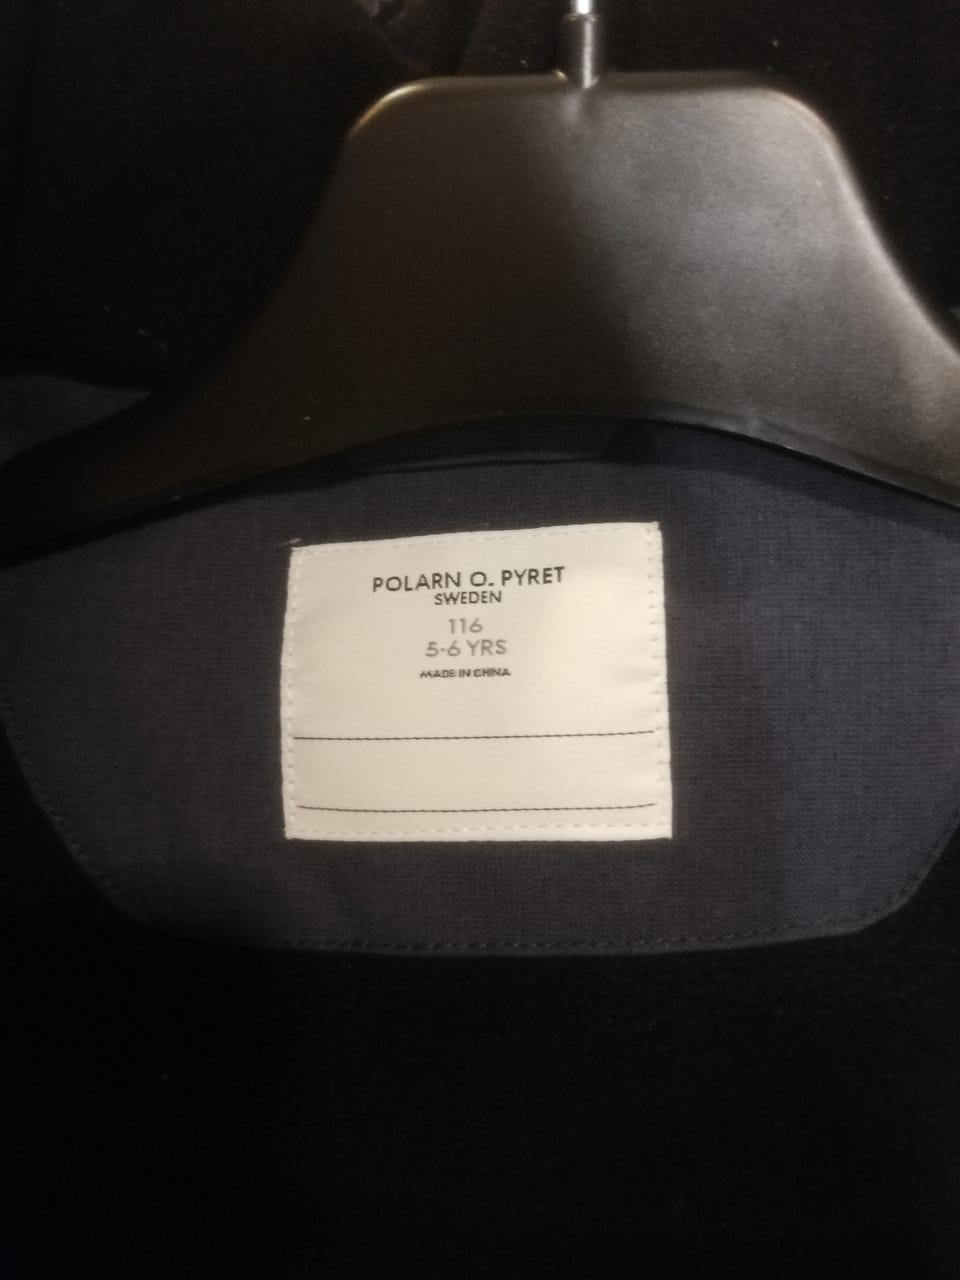 POLARN O. PYRET
SWEDEN
116
5-6 YRS
MADE IN CHINA